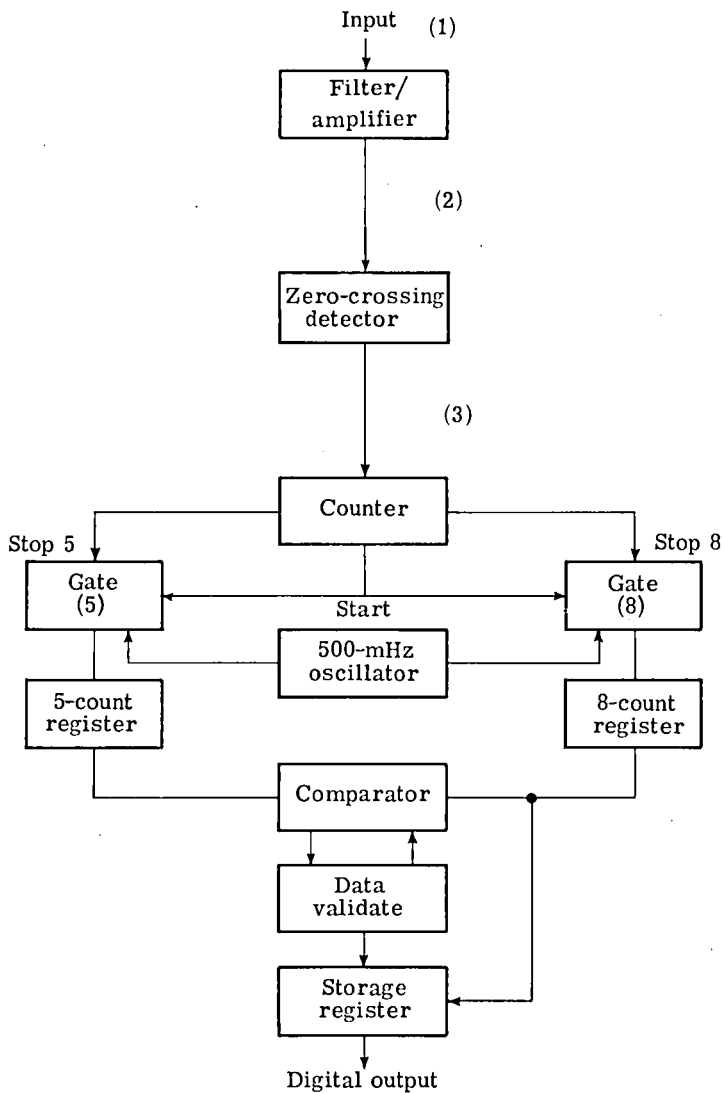 Input (1)
Filter/
amplifier
(2)
Zero-crossing
detector
(3)
Counter
Stop 5
Stop 8
Gate
(5)
Gate
(8)
Start
500-mHz
oscillator
5-count
register
8-count
register
Comparator
Data
validate
Storage
register
Digital output